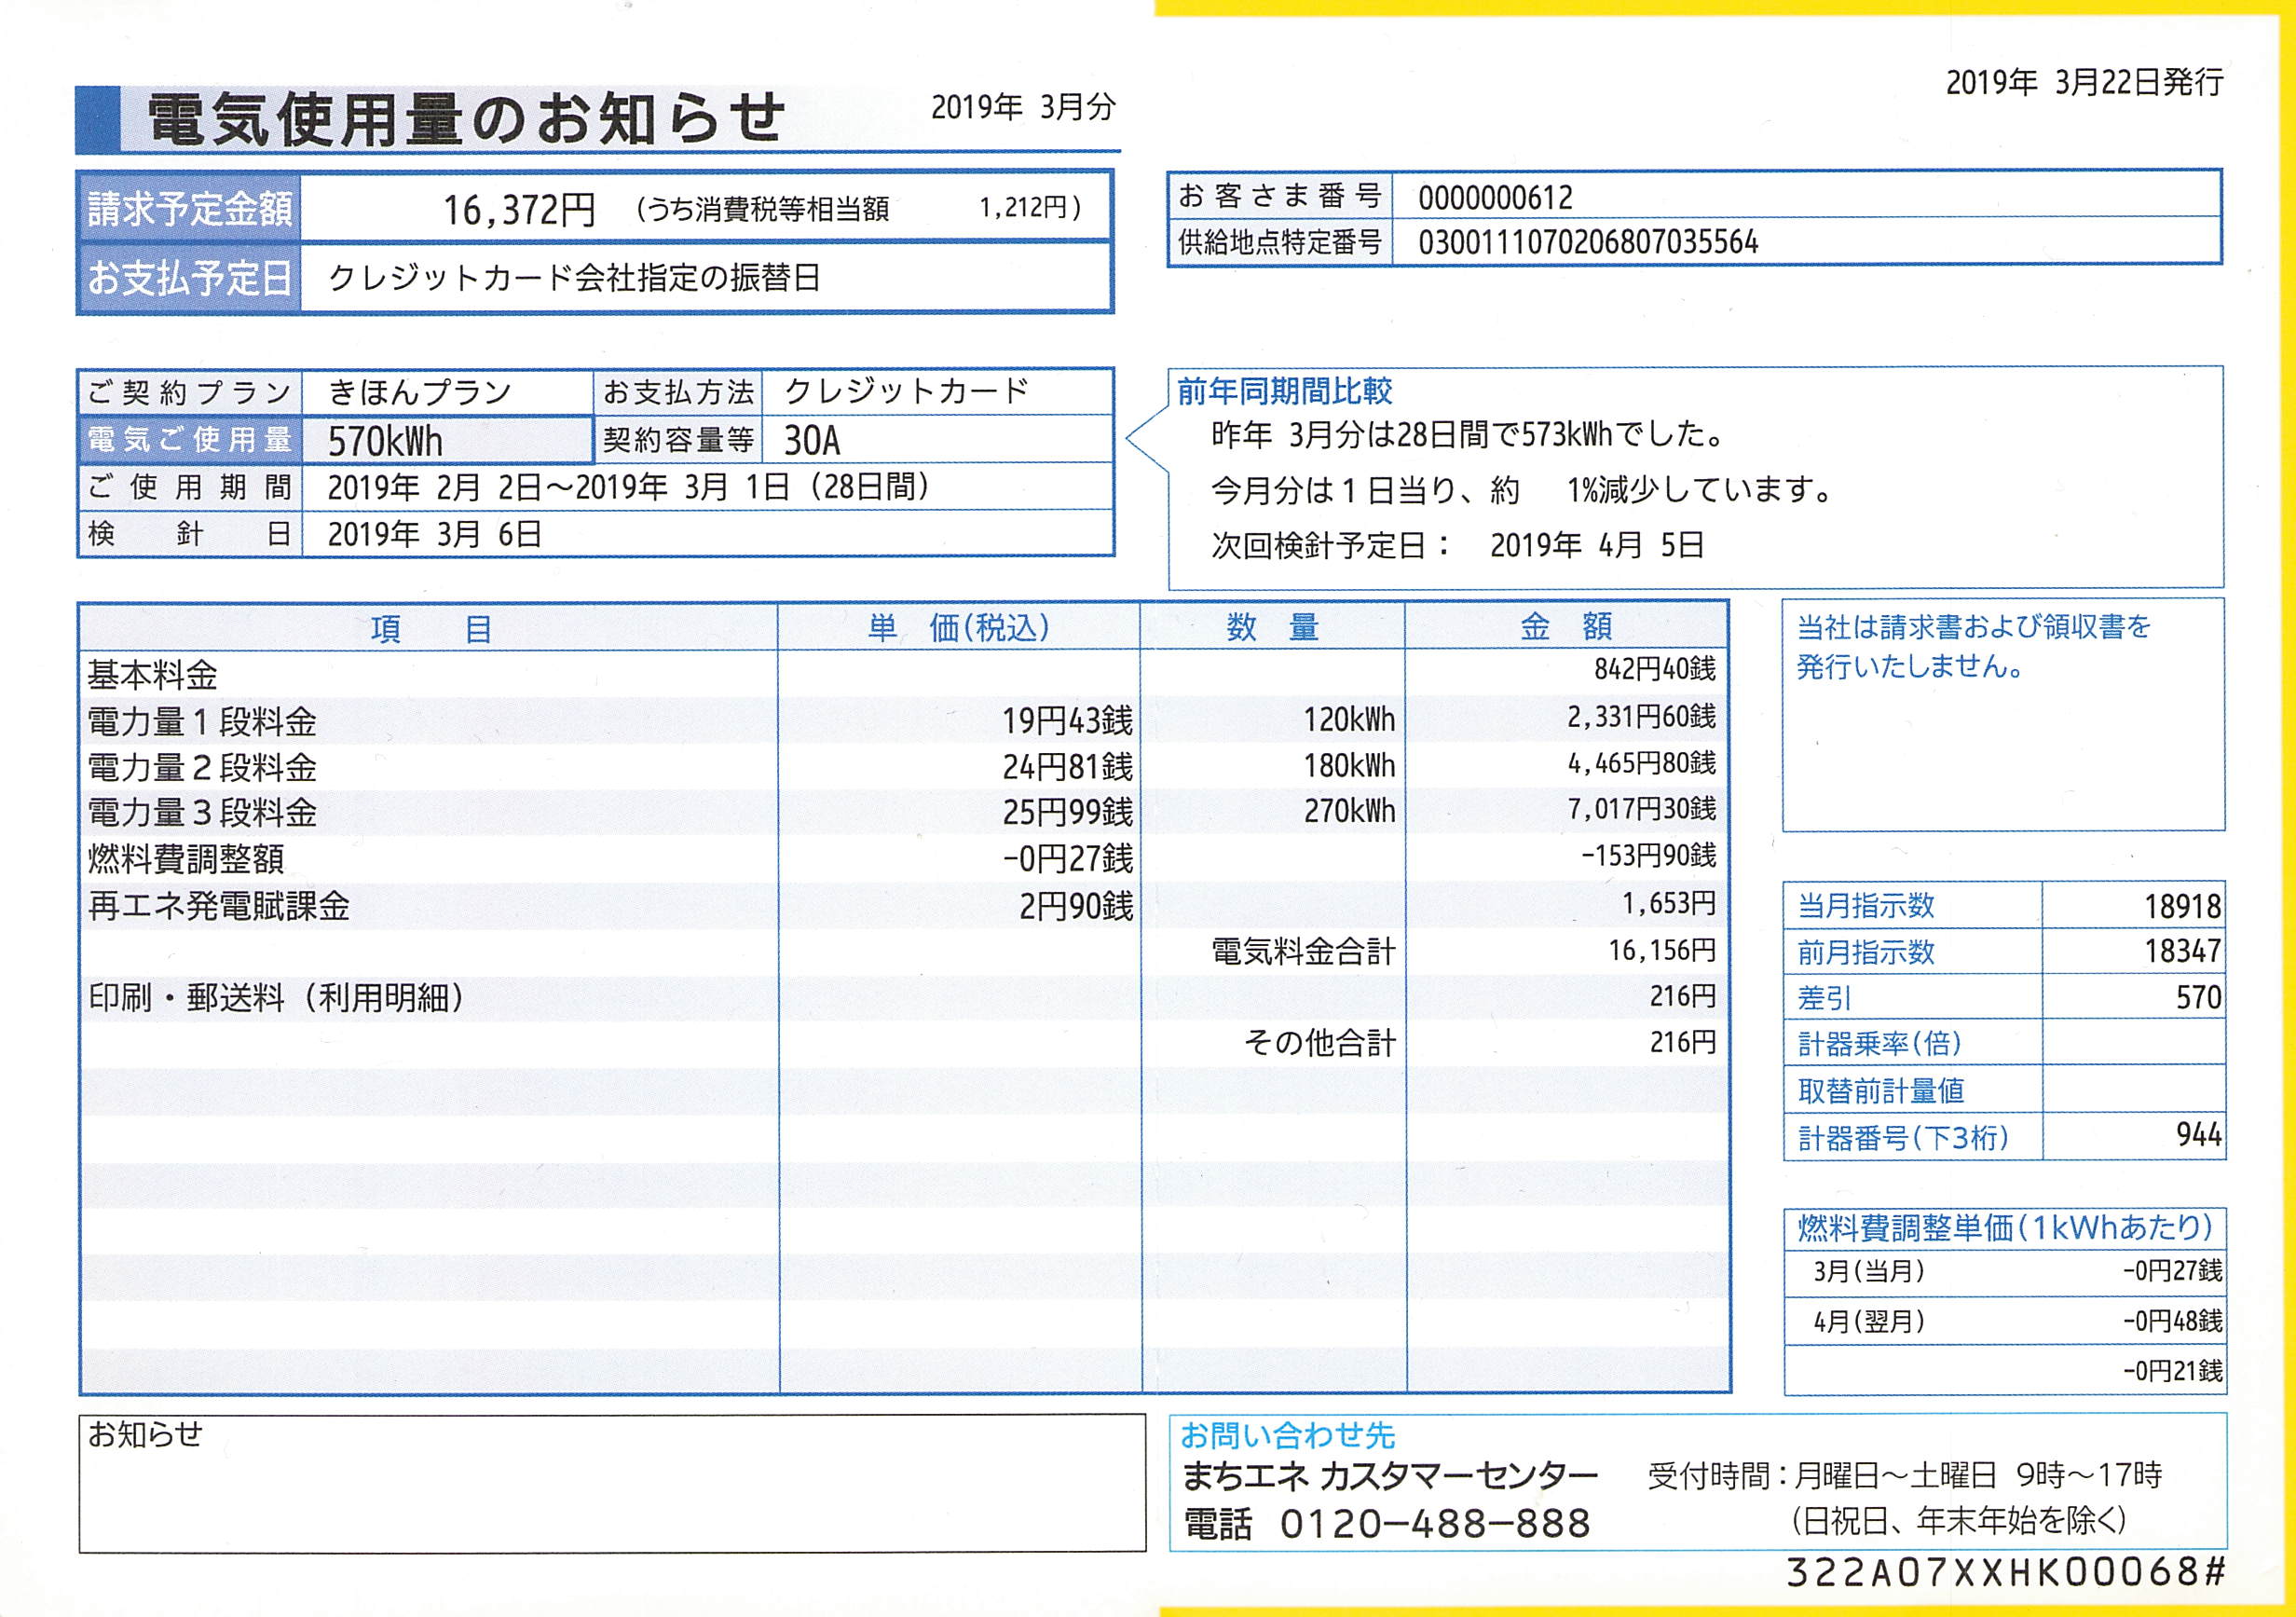 2019年 3月22日発行
電気使用量のお知らせ 2019年 3月分
請求予定金額 16,372円 (うち消費税等相当額 1,212円)
お支払予定日 クレジットカード会社指定の振替日
お客さま番号 0000000612
供給地点特定番号 0300111070206807035564
ご契約プラン きほんプラン お支払方法 クレジットカード
電気ご使用量 570kWh 契約容量等 30A
ご使用期間 2019年 2月 2日～2019年 3月 1日 (28日間)
検針日 2019年 3月 6日
前年同期間比較
昨年 3月分は28日間で573kWhでした。
今月分は1日当り、約 1%減少しています。
次回検針予定日： 2019年 4月 5日
項目 単価(税込) 数量 金額
基本料金 842円40銭
電力量1段料金 19円43銭 120kWh 2,331円60銭
電力量2段料金 24円81銭 180kWh 4,465円80銭
電力量3段料金 25円99銭 270kWh 7,017円30銭
燃料費調整額 -0円27銭 -153円90銭
再エネ発電賦課金 2円90銭 1,653円
電気料金合計 16,156円
印刷・郵送料（利用明細） 216円
その他合計 216円
当社は請求書および領収書を
発行いたしません。
当月指示数 18918
前月指示数 18347
差引 570
計器乗率(倍)
取替前計量値
計器番号(下3桁) 944
燃料費調整単価(1kWhあたり)
3月(当月) -0円27銭
4月(翌月) -0円48銭
-0円21銭
お知らせ
お問い合わせ先
まちエネ カスタマーセンター 受付時間：月曜日～土曜日 9時～17時
電話 0120-488-888 (日祝日、年末年始を除く)
322A07XXHK00068#